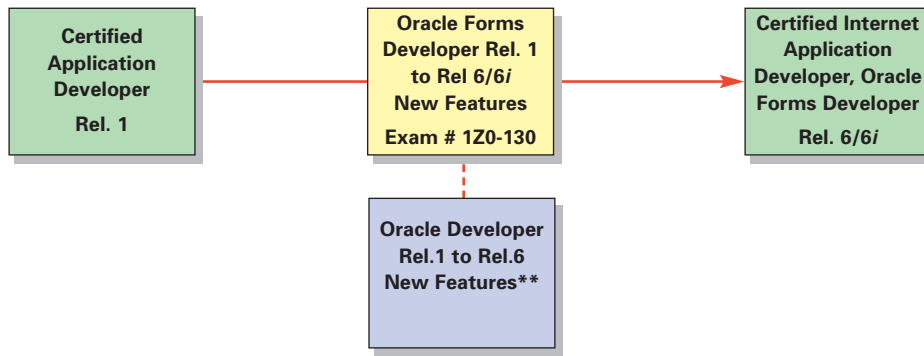 Certified
Application
Developer
Rel. 1
Oracle Forms
Developer Rel. 1
to Rel 6/6i
New Features
Exam # 1Z0-130
Certified Internet
Application
Developer, Oracle
Forms Developer
Rel. 6/6i
Oracle Developer
Rel.1 to Rel.6
New Features**